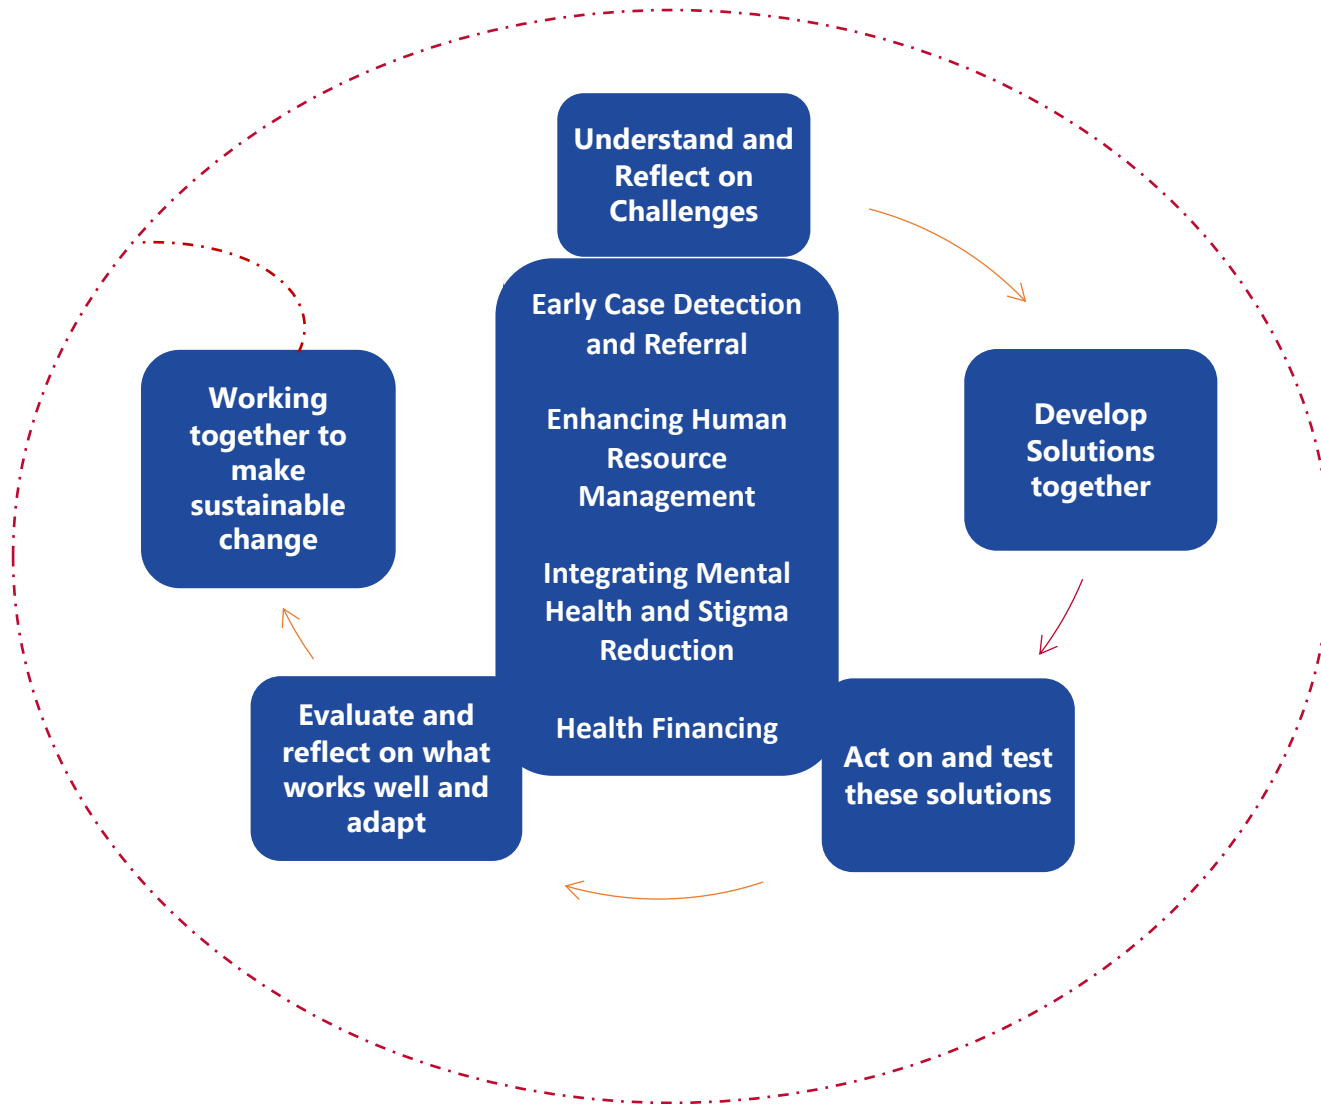 Understand and
Reflect on
Challenges
Early Case Detection
and Referral
Enhancing Human
Resource
Management
Integrating Mental
Health and Stigma
Reduction
Health Financing
Develop
Solutions
together
Act on and test
these solutions
Evaluate and
reflect on what
works well and
adapt
Working
together to
make
sustainable
change